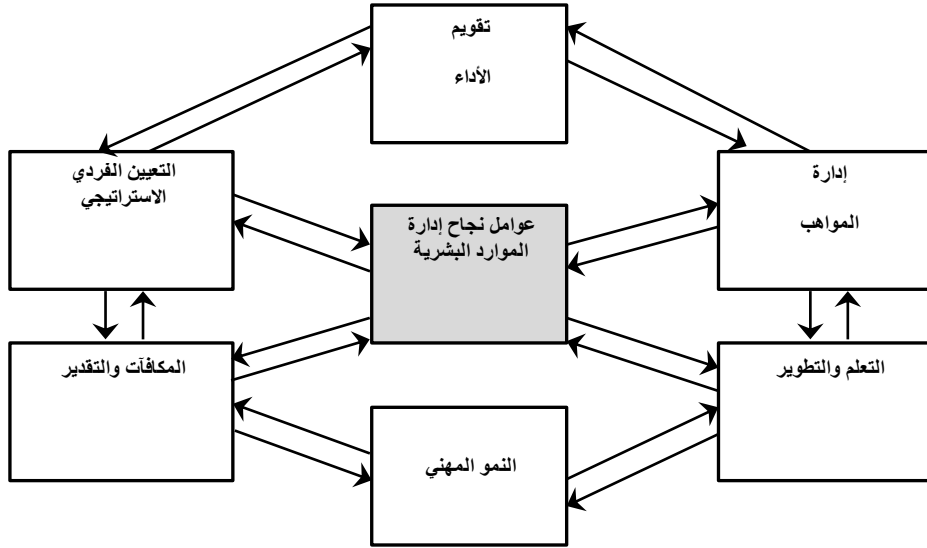 تقويم
الأداء
إدارة
المواهب
التعيين الفردي
الاستراتيجي
عوامل نجاح إدارة
الموارد البشرية
التعلم والتطوير
المكافآت والتقدير
النمو المهني